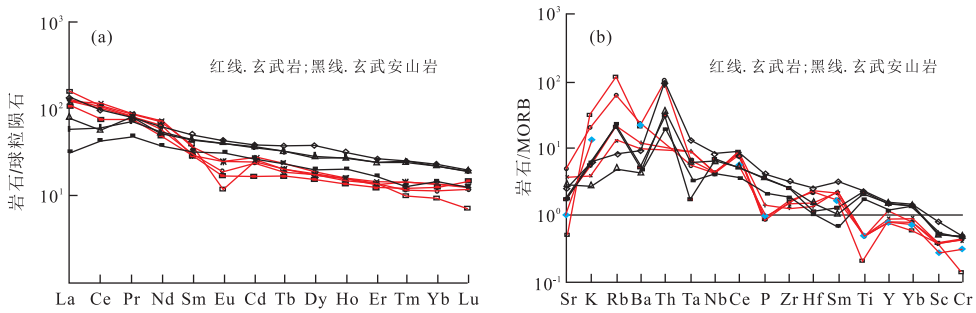 10³
(a)
红线.玄武岩;黑线.玄武安山岩
10²
岩石/球粒陨石
10¹
La Ce Pr Nd Sm Eu Cd Tb Dy Ho Er Tm Yb Lu
10³
(b)
红线.玄武岩;黑线.玄武安山岩
10²
岩石/MORB
10¹
10⁰
10⁻¹
Sr K Rb Ba Th Ta Nb Ce P Zr Hf Sm Ti Y Yb Sc Cr